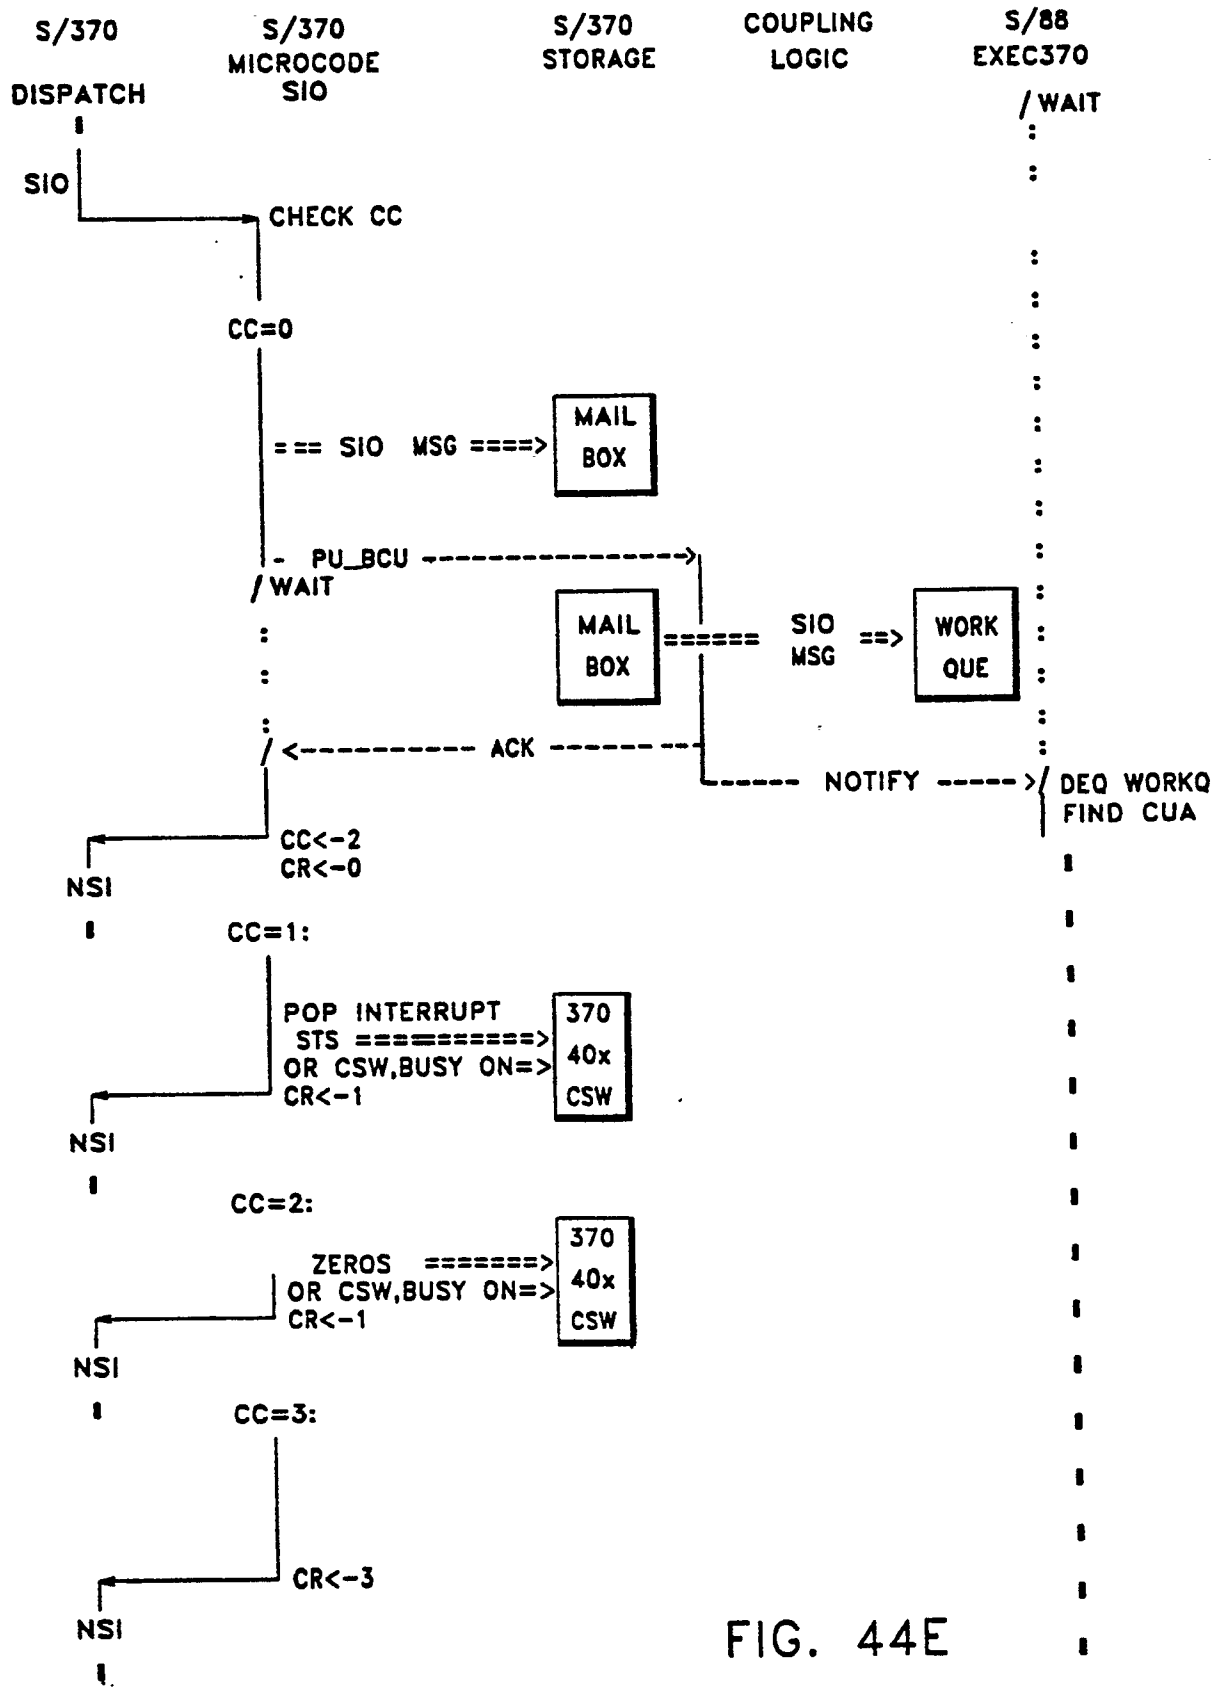 S/370 S/370 S/370 COUPLING S/88
MICROCODE STORAGE LOGIC EXEC370
DISPATCH SIO /WAIT
SIO
CHECK CC
CC=0
=== SIO MSG ====> MAIL
BOX
- PU_BCU ---------------->
/WAIT
MAIL ====== SIO ==> WORK
BOX MSG QUE
/ <---------- ACK --------
------ NOTIFY -----> / DEQ WORKQ
FIND CUA
CC<-2
CR<-0
NSI
CC=1:
POP INTERRUPT 370
STS ===========>
OR CSW,BUSY ON=> 40x
CR<-1 CSW
NSI
CC=2:
370
ZEROS =======>
OR CSW,BUSY ON=> 40x
CR<-1 CSW
NSI
CC=3:
CR<-3
NSI
FIG. 44E